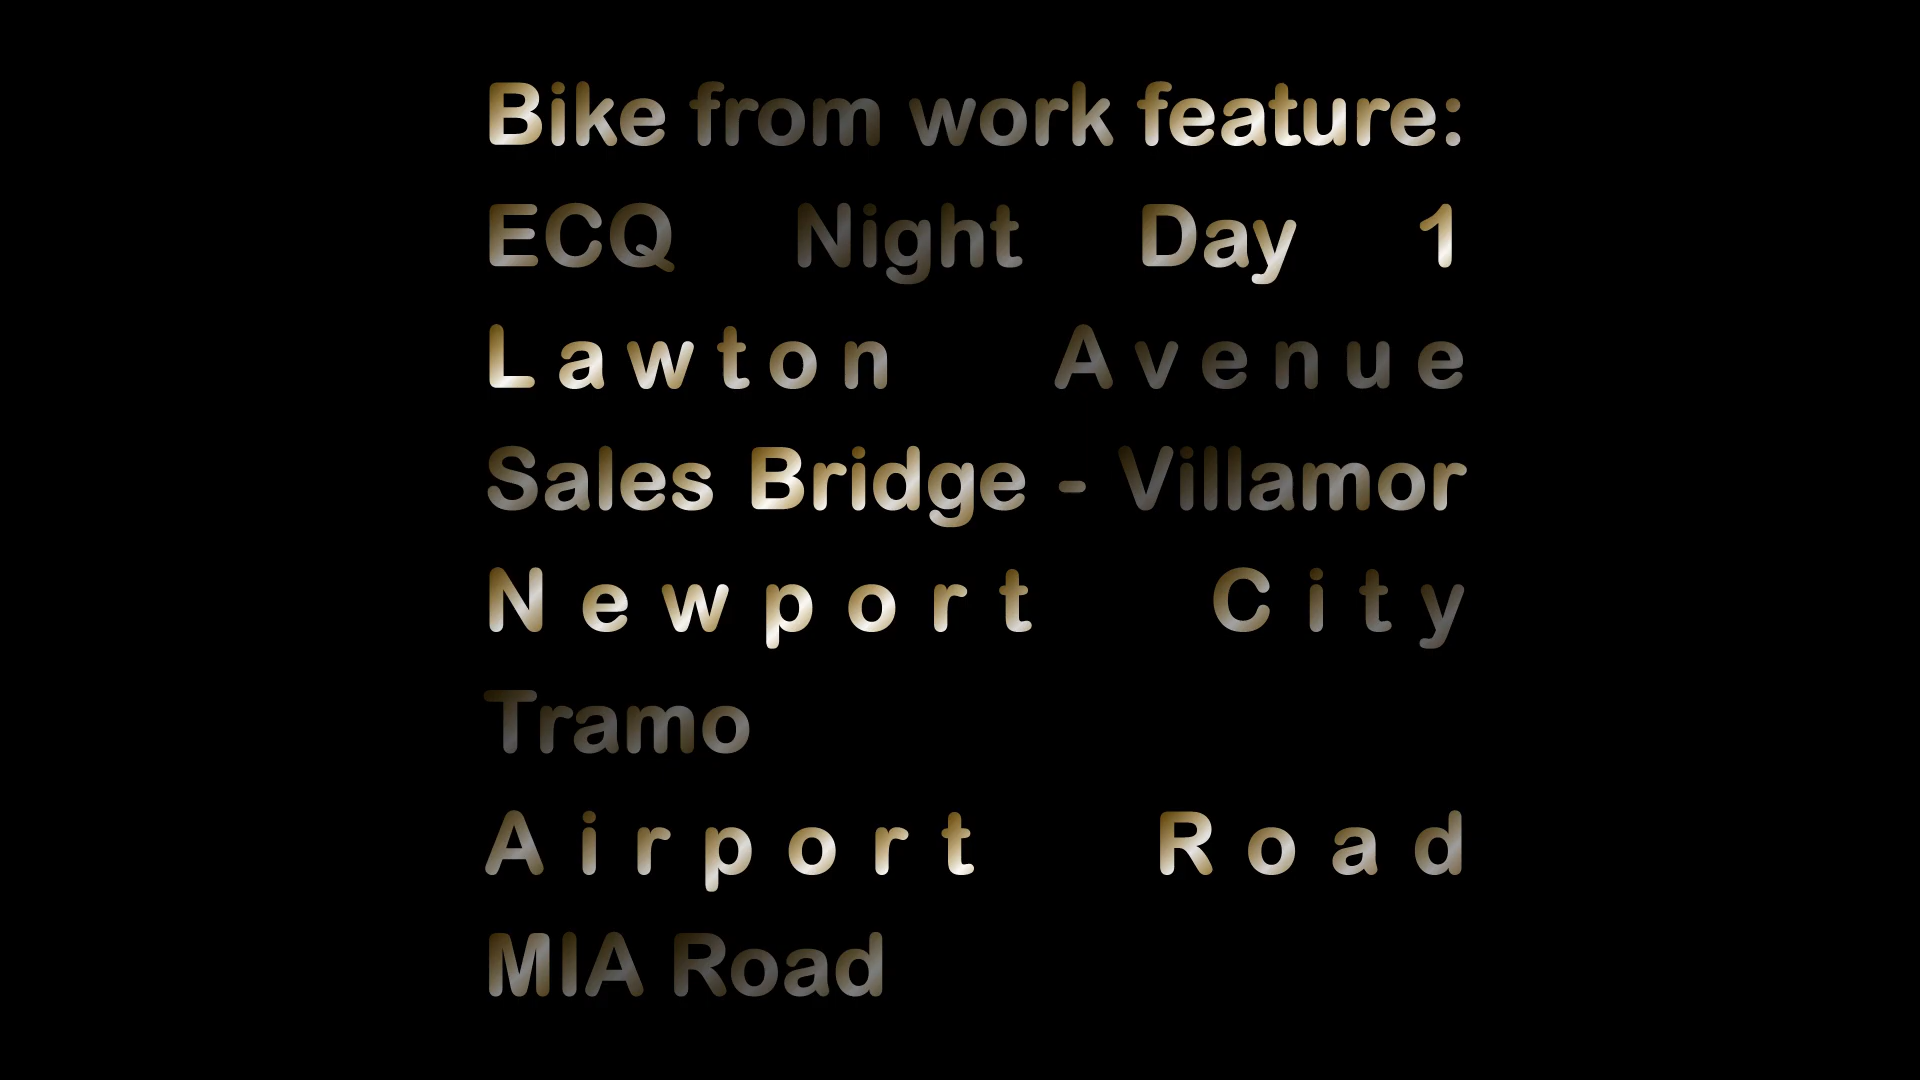 Bike from work feature:
ECQ Night Day 1
Lawton Avenue
Sales Bridge - Villamor
Newport City
Tramo
Airport Road
MIA Road